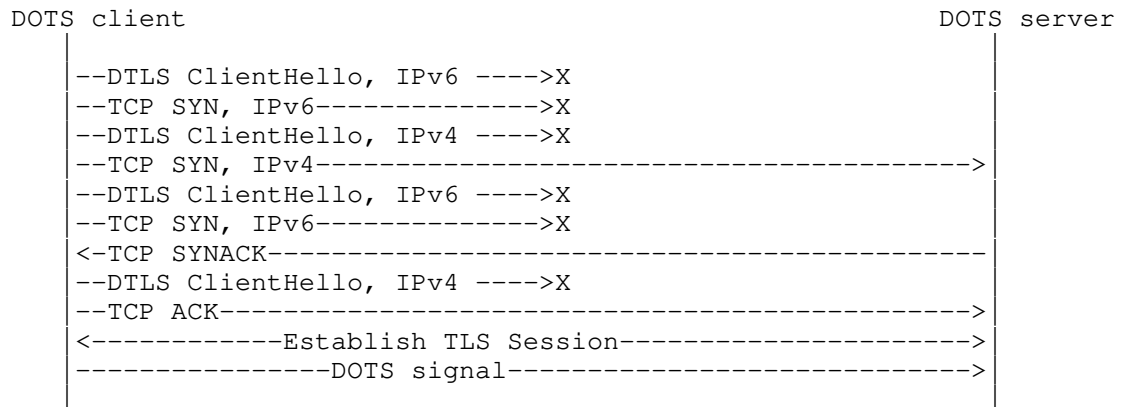 DOTS client DOTS server
--DTLS ClientHello, IPv6 ---->X
--TCP SYN, IPv6-------------->X
--DTLS ClientHello, IPv4 ---->X
--TCP SYN, IPv4----------------------------------------->
--DTLS ClientHello, IPv6 ---->X
--TCP SYN, IPv6-------------->X
<-TCP SYNACK---------------------------------------------
--DTLS ClientHello, IPv4 ---->X
--TCP ACK----------------------------------------------->
<------------Establish TLS Session---------------------->
----------------DOTS signal----------------------------->